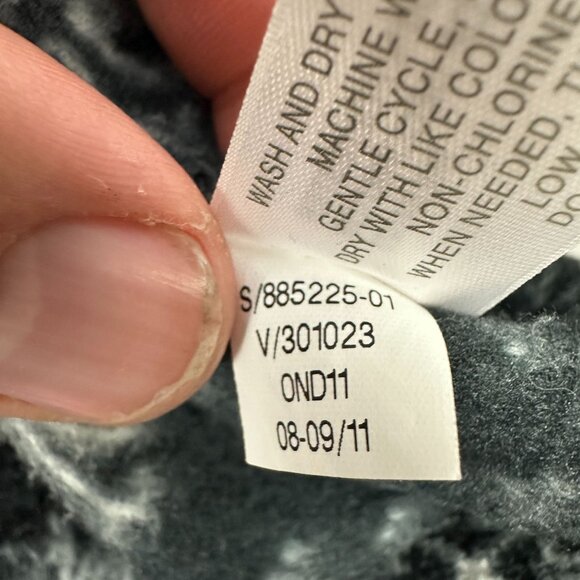 WASH AND DRY
MACHINE
GENTLE CYCLE,
DRY WITH LIKE COLO
NON-CHLORINE
WHEN NEEDED. T
LOW
DO
S/885225-01
V/301023
OND11
08-09/11